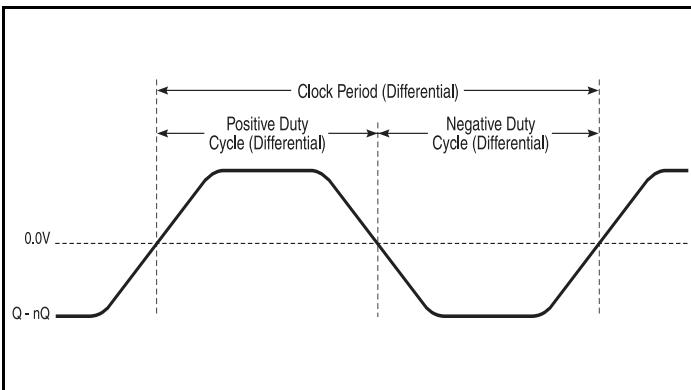 Clock Period (Differential)
Positive Duty
Cycle (Differential)
Negative Duty
Cycle (Differential)
0.0V
Q - nQ